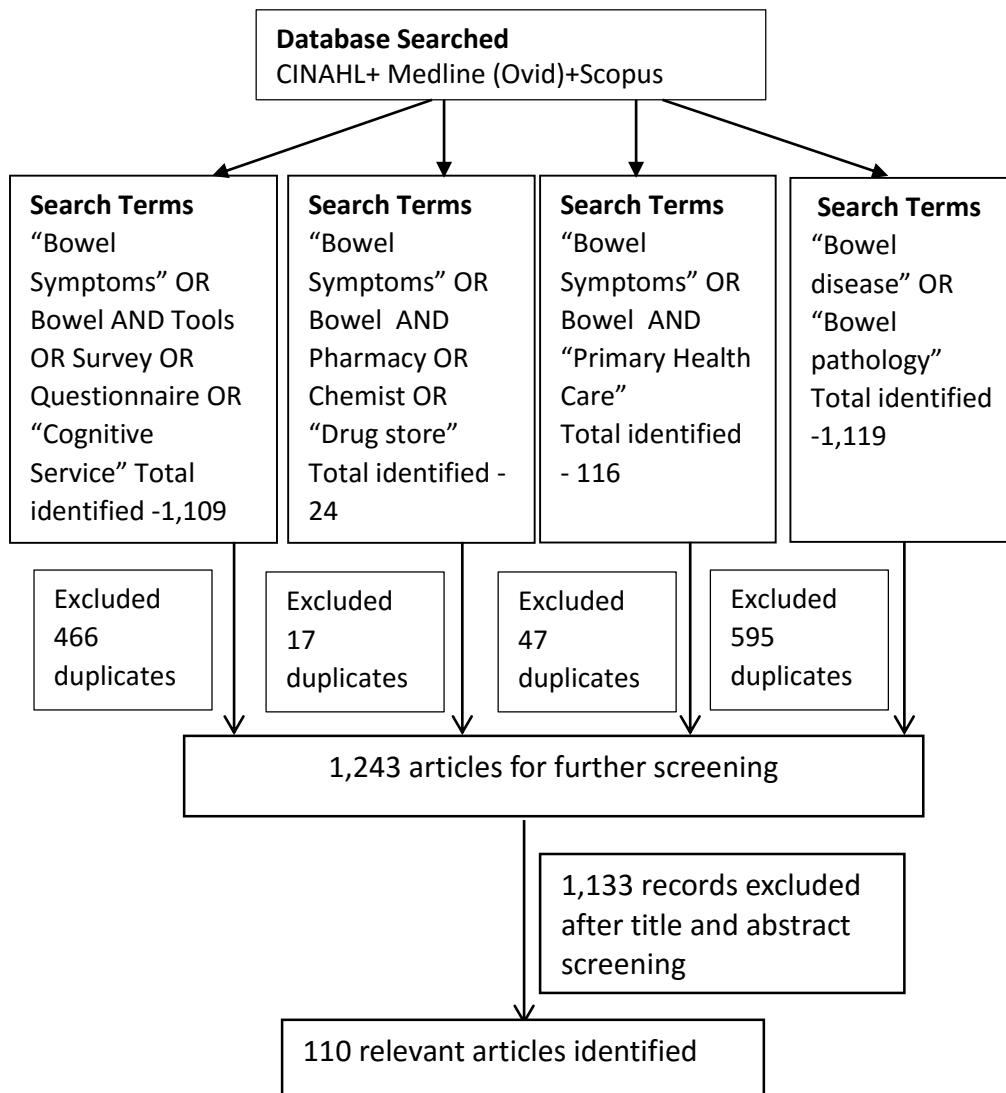 Database Searched
CINAHL+ Medline (Ovid)+Scopus
Search Terms
“Bowel
Symptoms” OR
Bowel AND Tools
OR Survey OR
Questionnaire OR
“Cognitive
Service” Total
identified -1,109
Search Terms
“Bowel
Symptoms” OR
Bowel AND
Pharmacy OR
Chemist OR
“Drug store”
Total identified -
24
Search Terms
“Bowel
Symptoms” OR
Bowel AND
“Primary Health
Care”
Total identified
- 116
Search Terms
“Bowel
disease” OR
“Bowel
pathology”
Total identified
-1,119
Excluded
466
duplicates
Excluded
17
duplicates
Excluded
47
duplicates
Excluded
595
duplicates
1,243 articles for further screening
1,133 records excluded
after title and abstract
screening
110 relevant articles identified